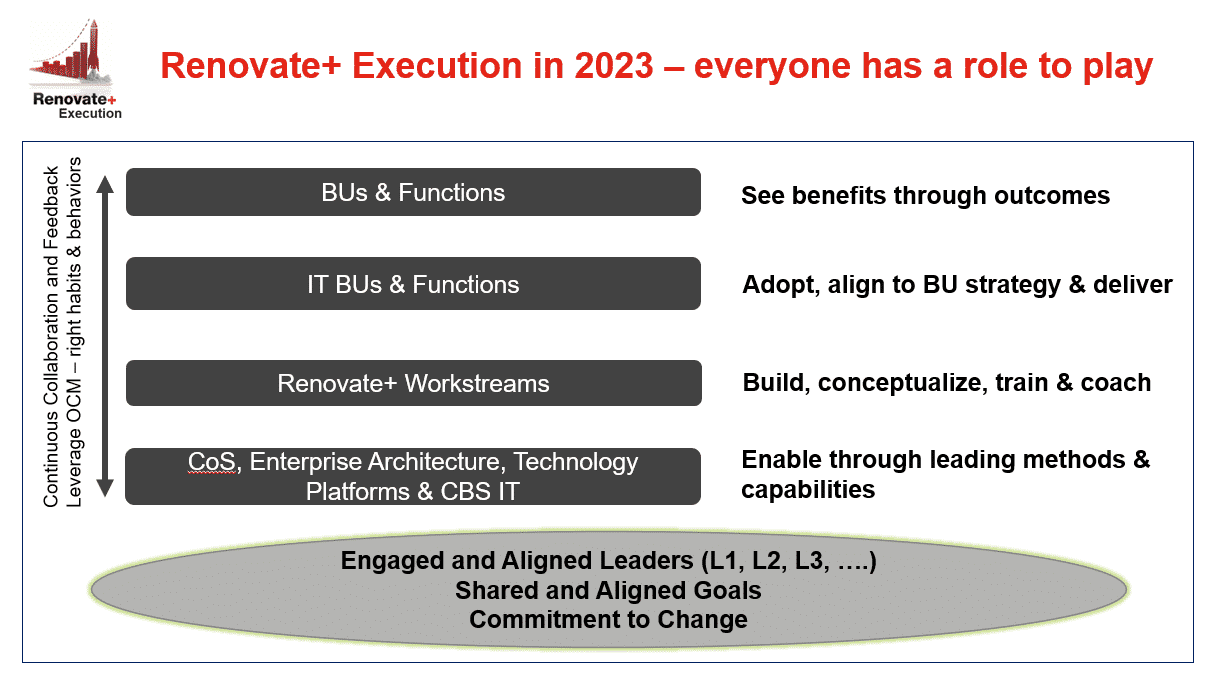 Renovate+
Execution
Renovate+ Execution in 2023 – everyone has a role to play
Continuous Collaboration and Feedback
Leverage OCM – right habits & behaviors
BUs & Functions
See benefits through outcomes
IT BUs & Functions
Adopt, align to BU strategy & deliver
Renovate+ Workstreams
Build, conceptualize, train & coach
CoS, Enterprise Architecture, Technology
Platforms & CBS IT
Enable through leading methods &
capabilities
Engaged and Aligned Leaders (L1, L2, L3, ….)
Shared and Aligned Goals
Commitment to Change